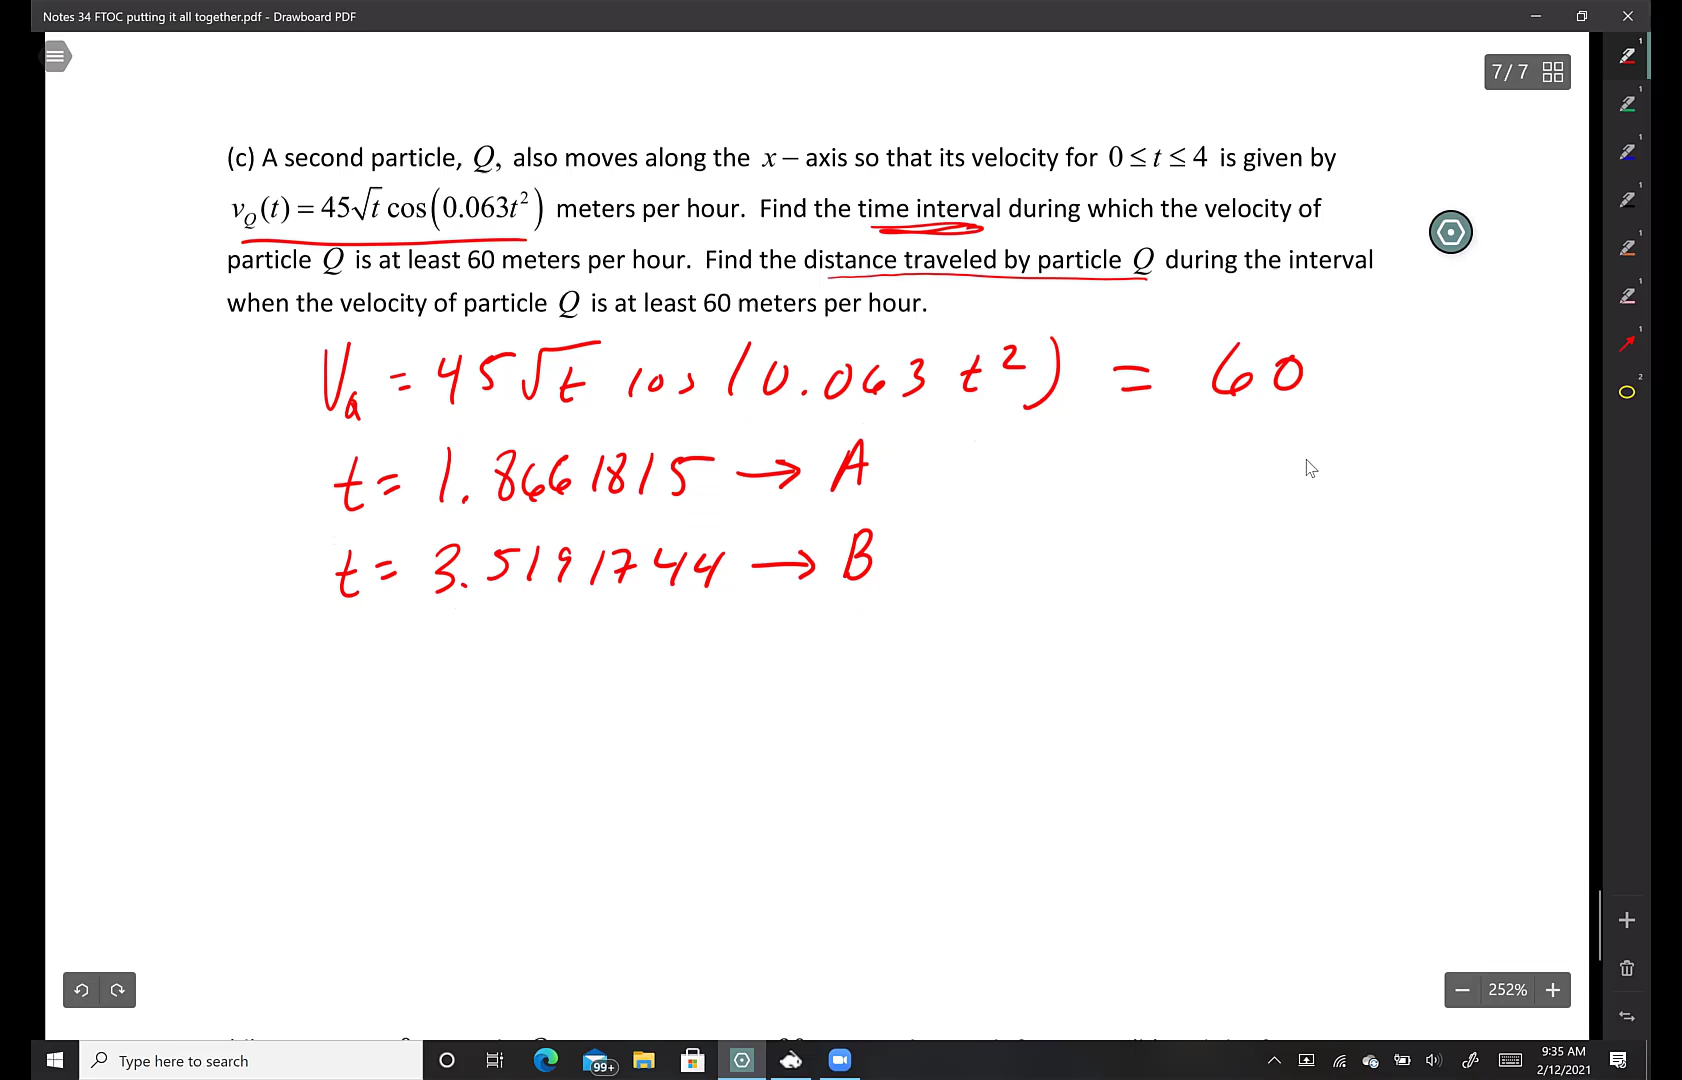 Notes 34 FTOC putting it all together.pdf - Drawboard PDF
7 / 7
(c) A second particle, Q, also moves along the x − axis so that its velocity for 0 ≤ t ≤ 4 is given by
v_Q(t) = 45√t cos(0.063t²) meters per hour. Find the time interval during which the velocity of
particle Q is at least 60 meters per hour. Find the distance traveled by particle Q during the interval
when the velocity of particle Q is at least 60 meters per hour.
V_Q = 45√t cos(0.063t²) = 60
t = 1.8661815 → A
t = 3.5191744 → B
252%
Type here to search
99+
9:35 AM
2/12/2021